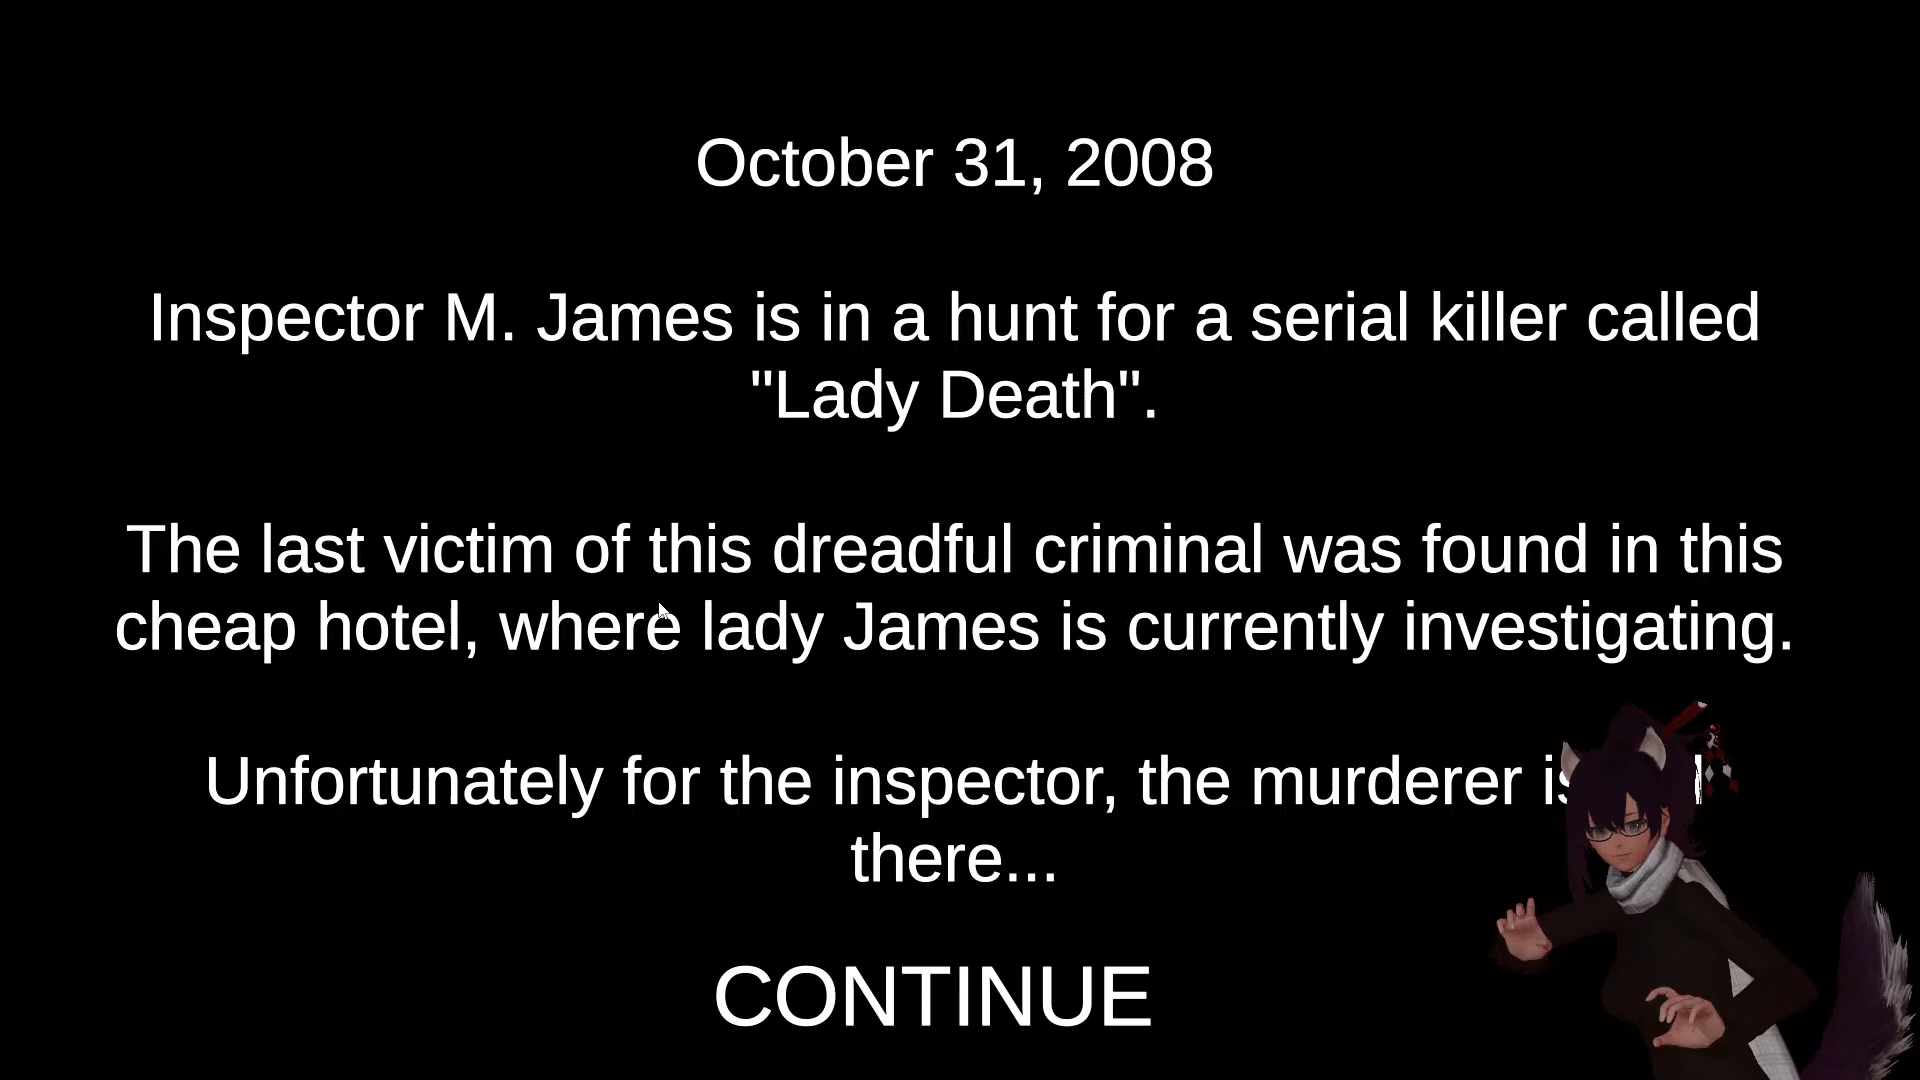 October 31, 2008
Inspector M. James is in a hunt for a serial killer called
"Lady Death".
The last victim of this dreadful criminal was found in this
cheap hotel, where lady James is currently investigating.
Unfortunately for the inspector, the murderer is
there...
CONTINUE